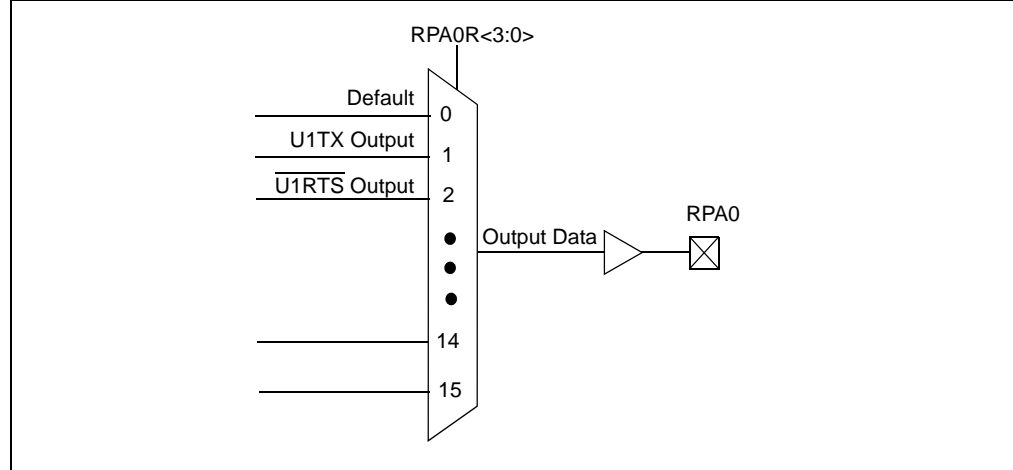 RPA0R<3:0>
Default
0
U1TX Output
1
U1RTS Output
2
RPA0
Output Data
14
15